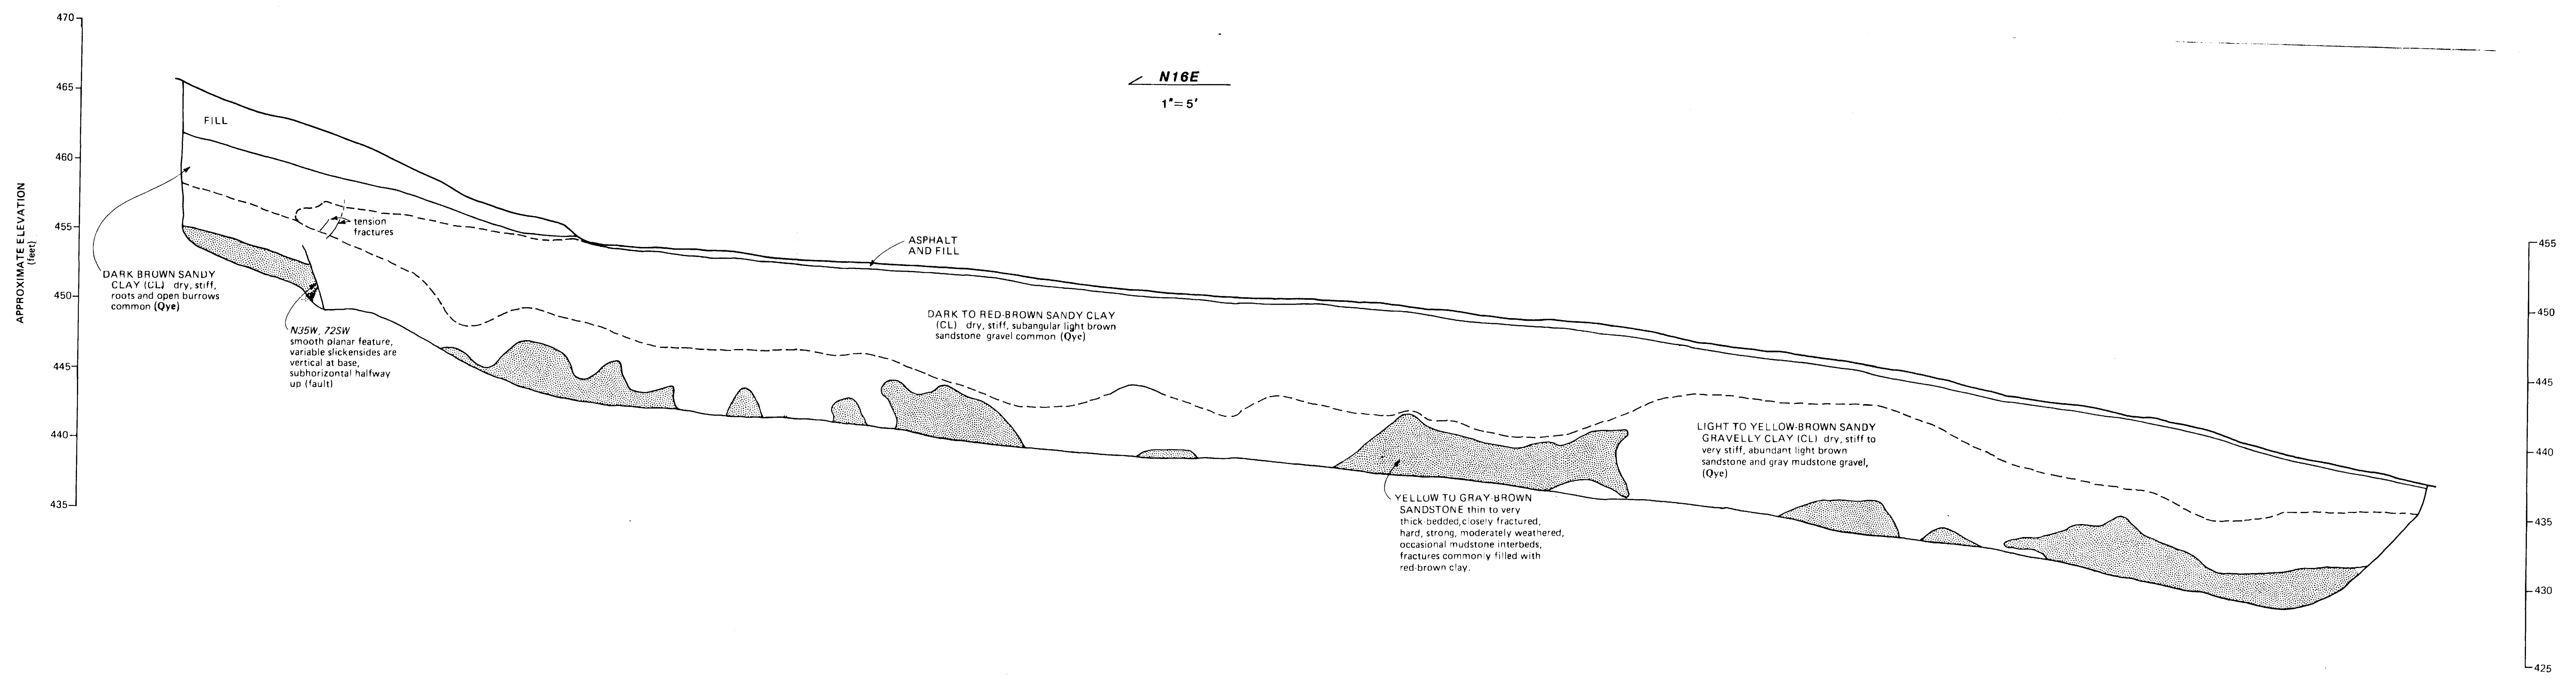 470
465
460
455
450
445
440
435
APPROXIMATE ELEVATION
(feet)
N16E
1"=5'
FILL
tension
fractures
ASPHALT
AND FILL
DARK BROWN SANDY
CLAY (CL) dry, stiff,
roots and open burrows
common (Qye)
N35W, 72SW
smooth planar feature,
variable slickensides are
vertical at base,
subhorizontal halfway
up (fault)
DARK TO RED-BROWN SANDY CLAY
(CL) dry, stiff, subangular light brown
sandstone gravel common (Qye)
LIGHT TO YELLOW-BROWN SANDY
GRAVELLY CLAY (CL) dry, stiff to
very stiff, abundant light brown
sandstone and gray mudstone gravel,
(Qye)
YELLOW TO GRAY-BROWN
SANDSTONE thin to very
thick-bedded, closely fractured,
hard, strong, moderately weathered,
occasional mudstone interbeds,
fractures commonly filled with
red-brown clay.
455
450
445
440
435
430
425